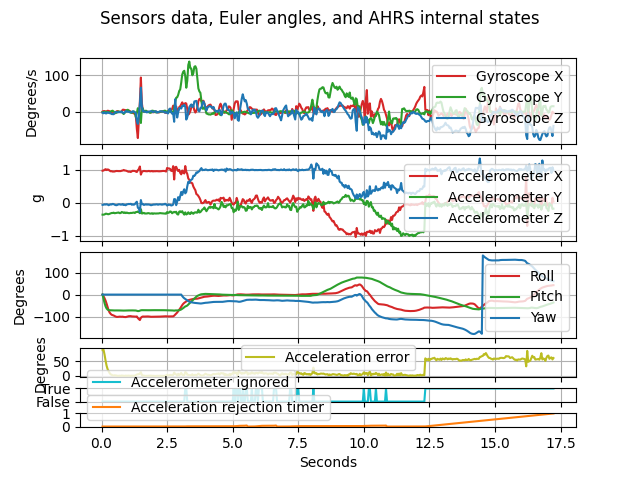 Sensors data, Euler angles, and AHRS internal states
Degrees/s
100
0
Gyroscope X
Gyroscope Y
Gyroscope Z
g
1
0
−1
Accelerometer X
Accelerometer Y
Accelerometer Z
Degrees
100
0
−100
Roll
Pitch
Yaw
Degrees
50
0
Acceleration error
True
False
Accelerometer ignored
1
0
Acceleration rejection timer
0.0 2.5 5.0 7.5 10.0 12.5 15.0 17.5
Seconds